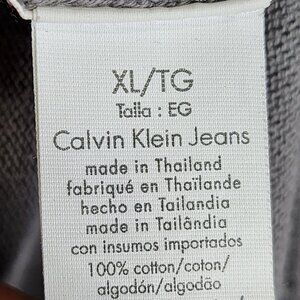 XL/TG
Talla : EG
Calvin Klein Jeans
made in Thailand
fabriqué en Thaïlande
hecho en Tailandia
made in Tailândia
con insumos importados
100% cotton/coton/
algodón/algodão